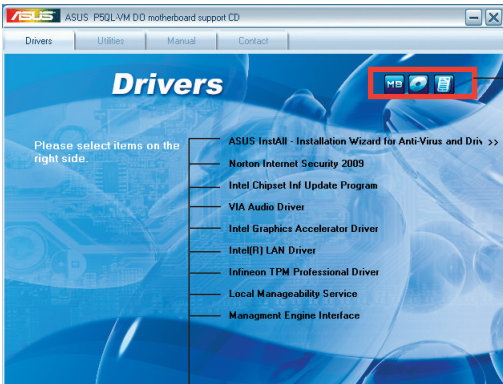 ASUS ASUS P5QL-VM DO motherboard support CD
Drivers Utilities Manual Contact
Drivers
MB
Please select items on the
right side.
ASUS InstAll - Installation Wizard for Anti-Virus and Driv >>
Norton Internet Security 2009
Intel Chipset Inf Update Program
VIA Audio Driver
Intel Graphics Accelerator Driver
Intel(R) LAN Driver
Infineon TPM Professional Driver
Local Manageability Service
Managment Engine Interface